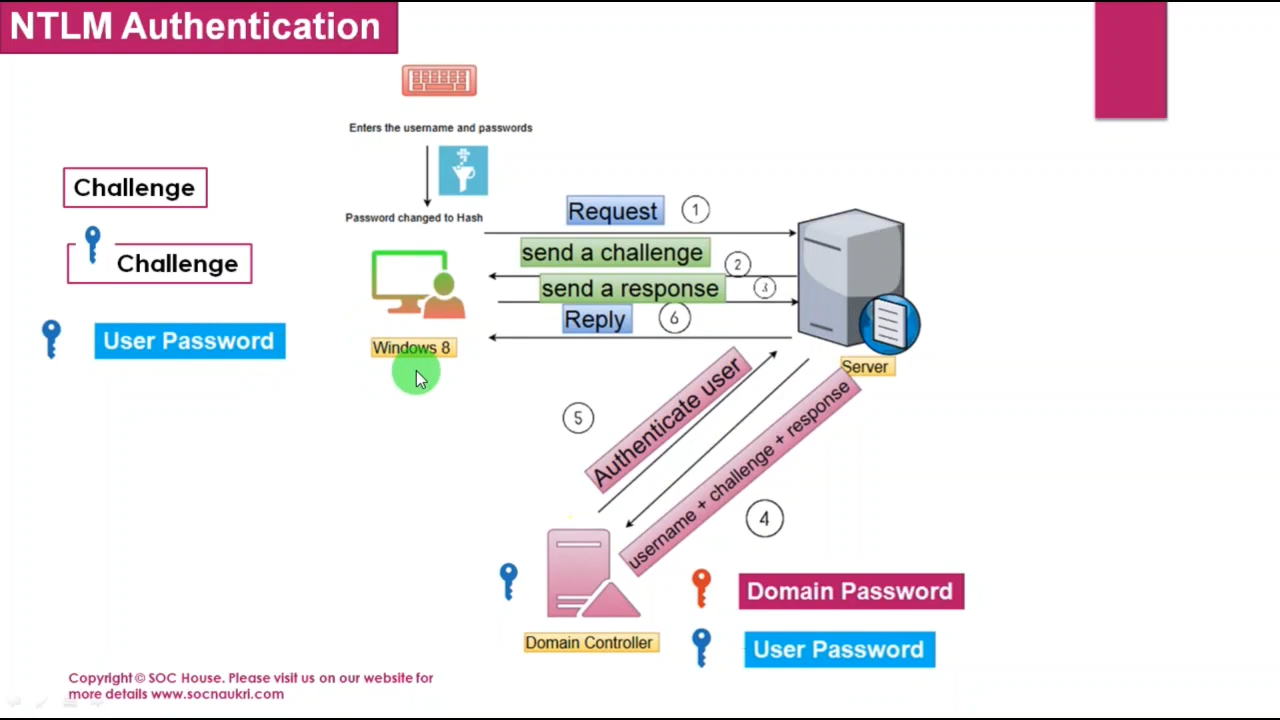 NTLM Authentication
Enters the username and passwords
Password changed to Hash
Challenge
Challenge
User Password
Request 1
send a challenge
2
send a response 3
Reply 6
Windows 8
Server
5
Authenticate user
username + challenge + response
4
Domain Controller
Domain Password
User Password
Copyright © SOC House. Please visit us on our website for
more details www.socnaukri.com